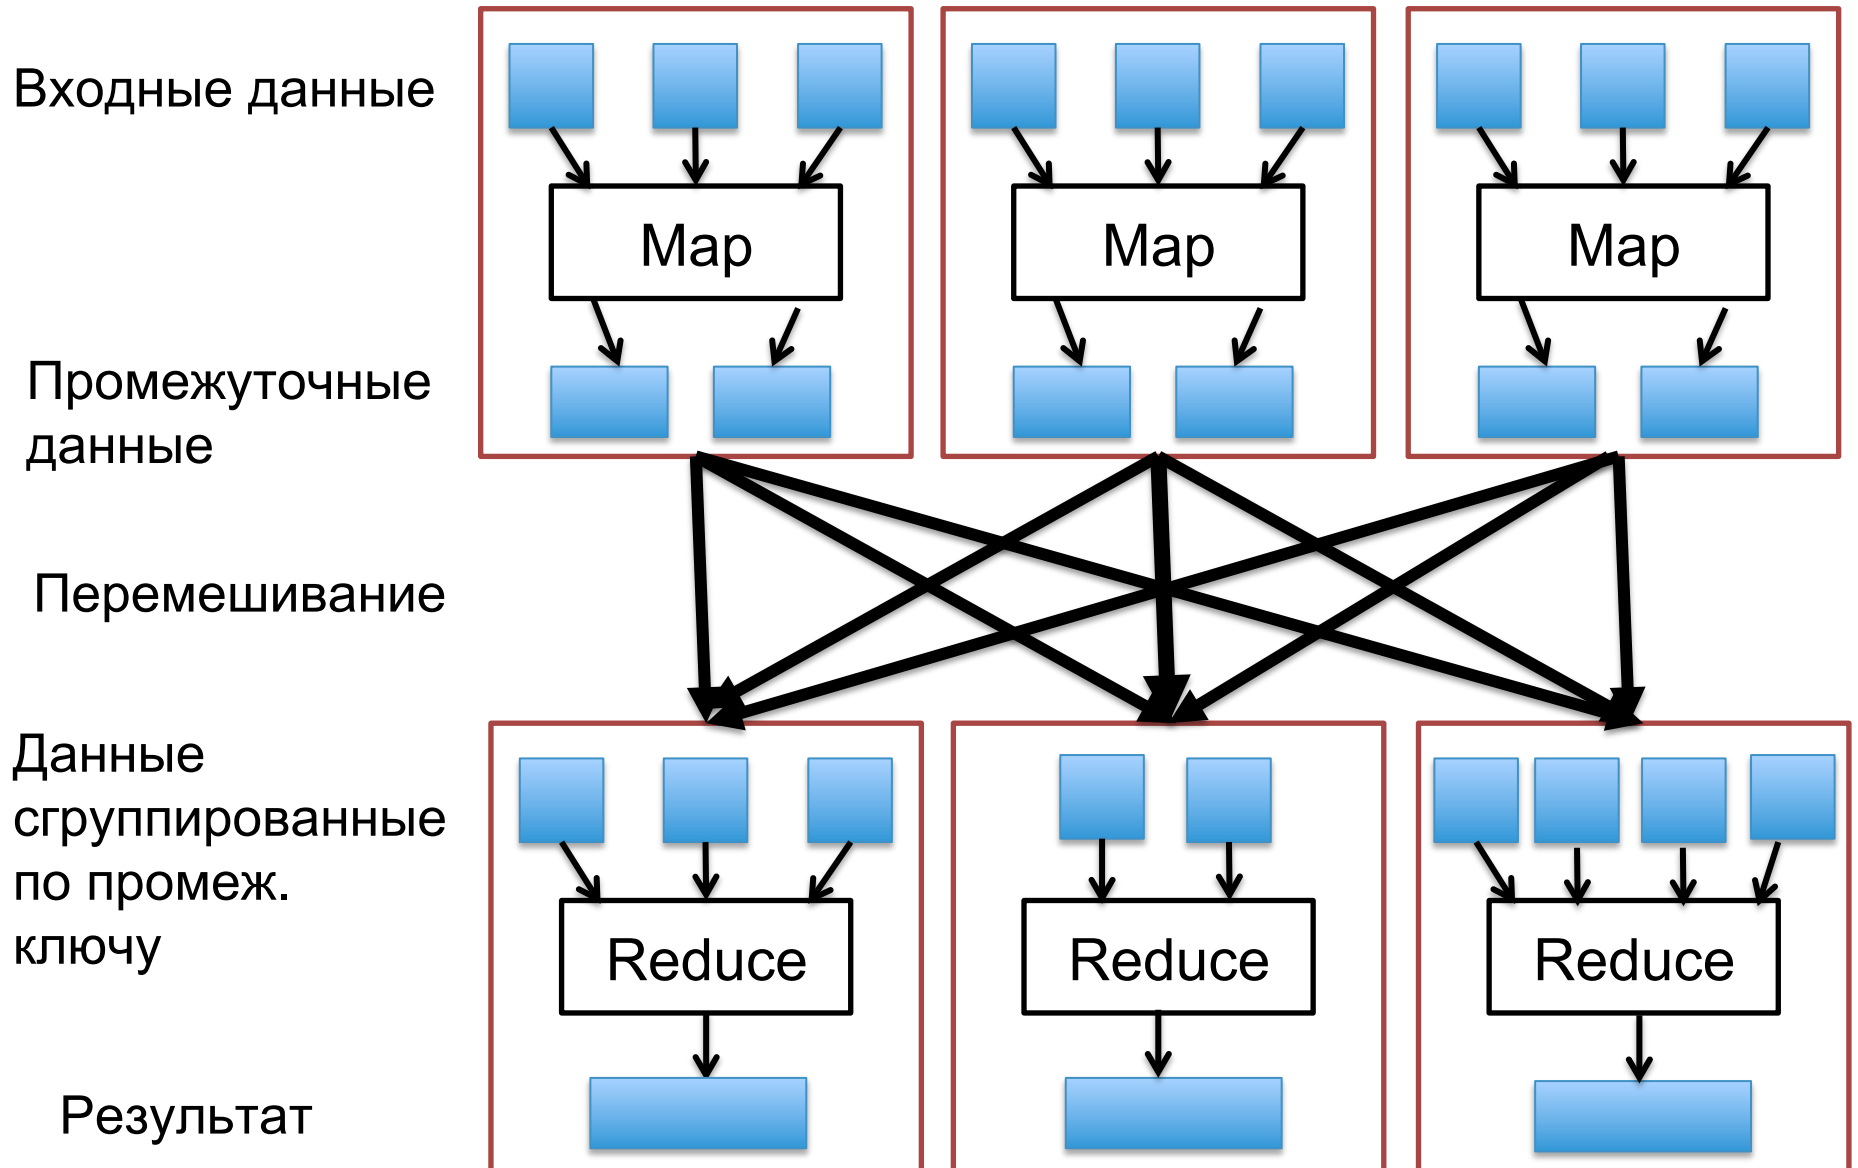 Входные данные
Map Map Map
Промежуточные
данные
Перемешивание
Данные
сгруппированные
по промеж.
ключу
Reduce Reduce Reduce
Результат